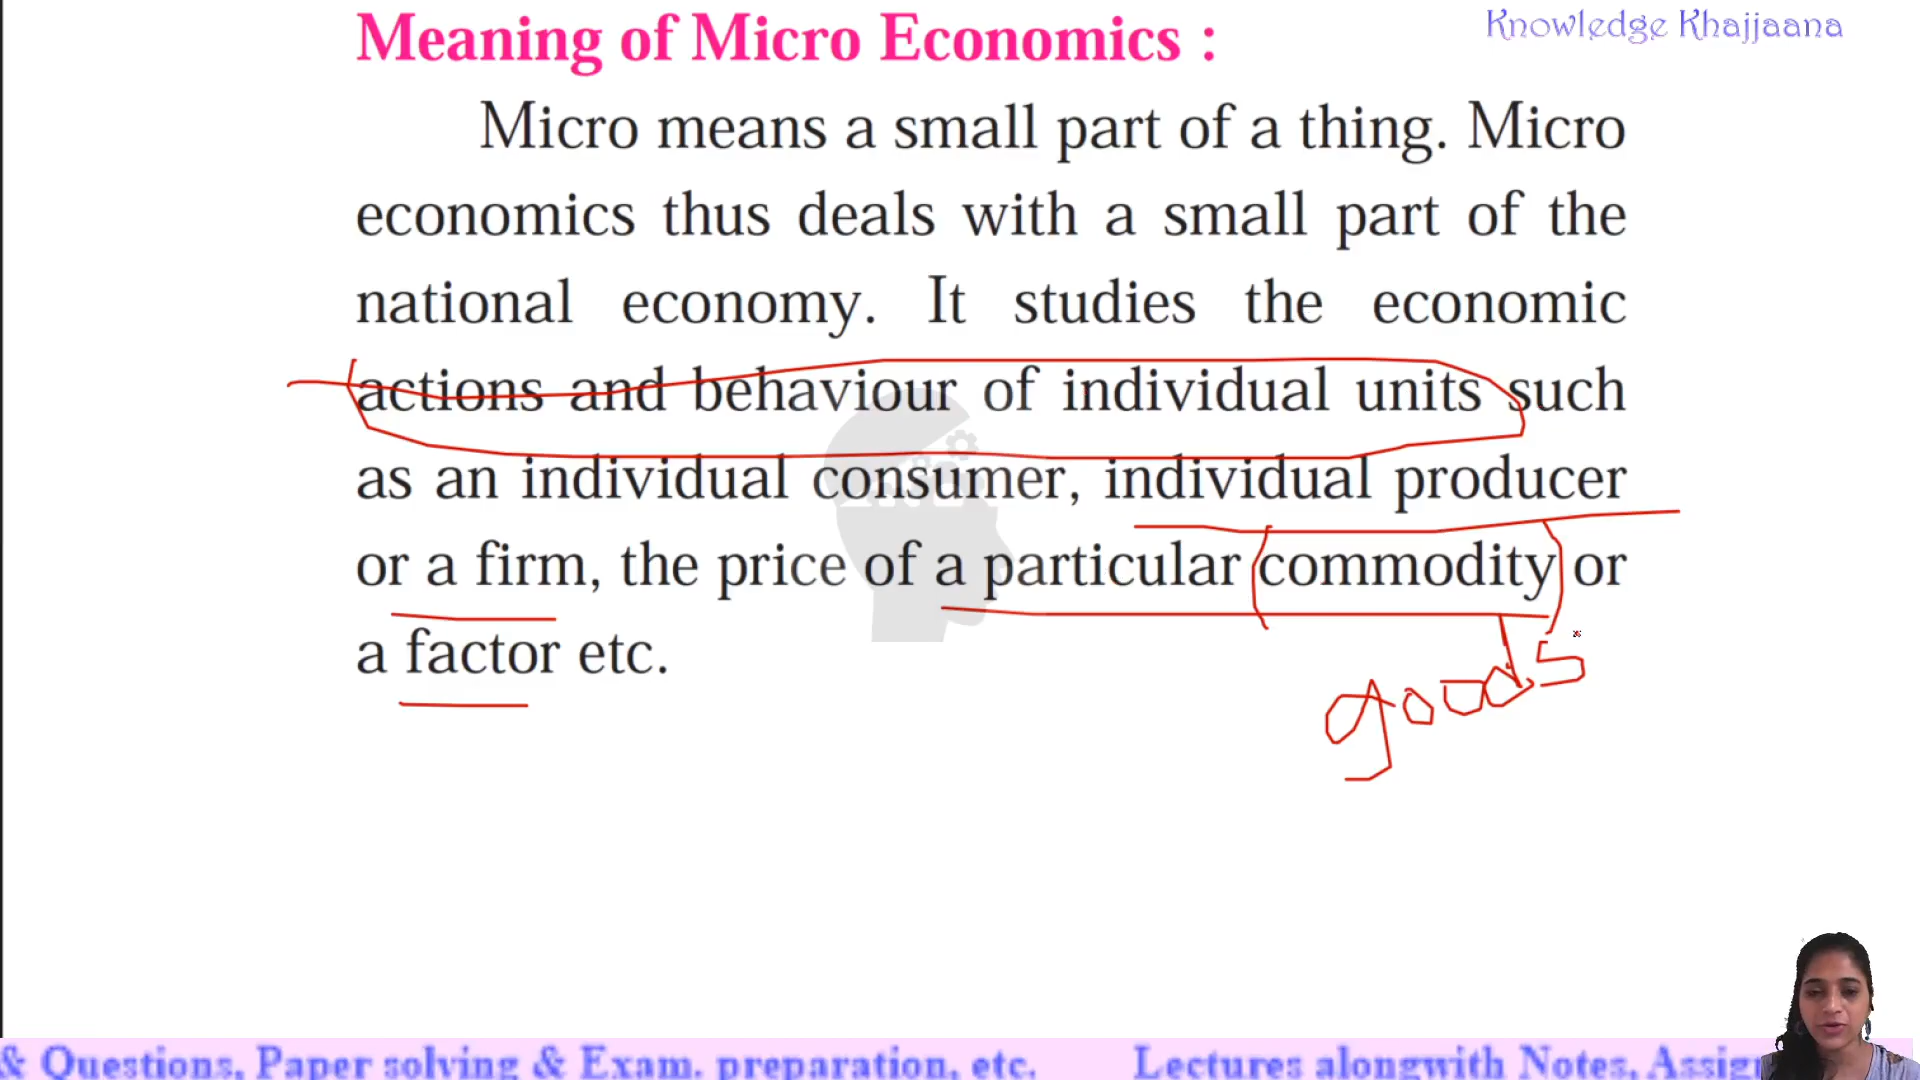 Meaning of Micro Economics :
Knowledge Khajjaana
Micro means a small part of a thing. Micro
economics thus deals with a small part of the
national economy. It studies the economic
actions and behaviour of individual units such
as an individual consumer, individual producer
or a firm, the price of a particular commodity or
a factor etc.
goods
& Questions, Paper solving & Exam. preparation, etc. Lectures alongwith Notes, Assig